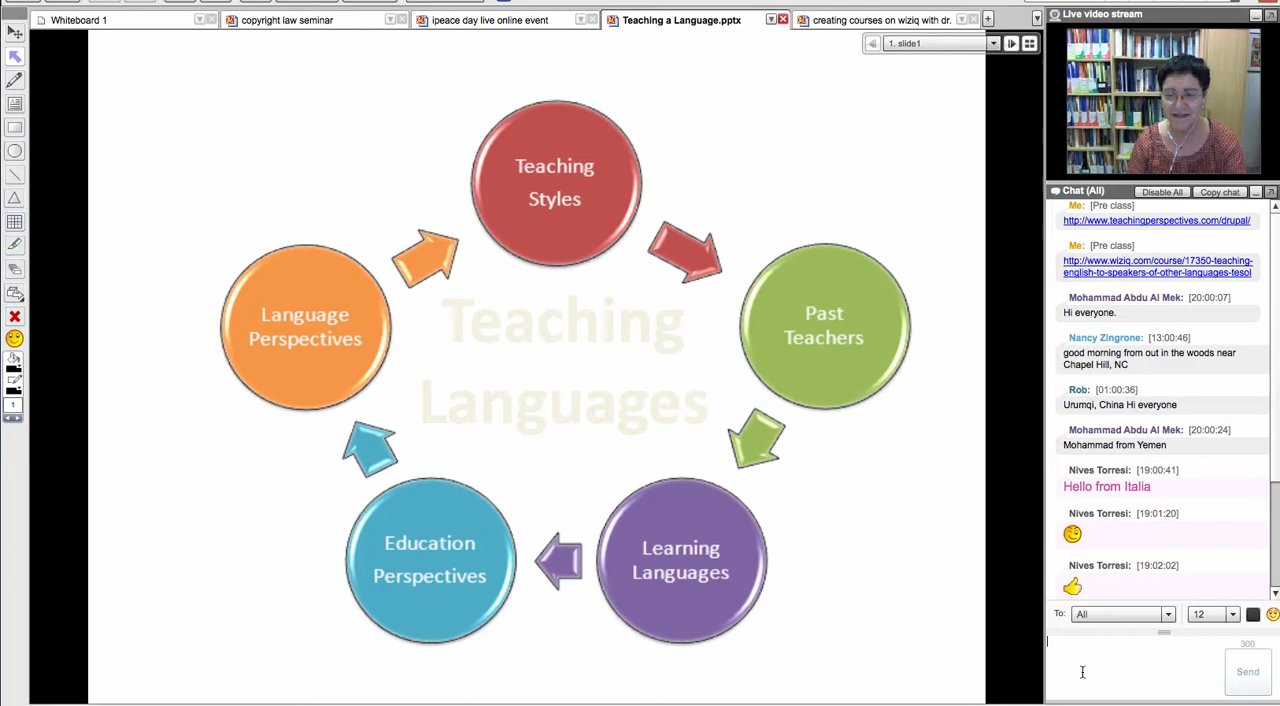 Whiteboard 1
copyright law seminar
ipeace day live online event
Teaching a Language.pptx
creating courses on wiziq with dr.
1. slide1
Teaching
Styles
Past
Teachers
Learning
Languages
Education
Perspectives
Language
Perspectives
Teaching
Languages
1
Live video stream
Chat (All)
Disable All
Copy chat
Me: [Pre class]
http://www.teachingperspectives.com/drupal/
Me: [Pre class]
http://www.wiziq.com/course/17350-teaching-
english-to-speakers-of-other-languages-tesol
Mohammad Abdu Al Mek: [20:00:07]
Hi everyone.
Nancy Zingrone: [13:00:46]
good morning from out in the woods near
Chapel Hill, NC
Rob: [01:00:36]
Urumqi, China Hi everyone
Mohammad Abdu Al Mek: [20:00:24]
Mohammad from Yemen
Nives Torresi: [19:00:41]
Hello from Italia
Nives Torresi: [19:01:20]
Nives Torresi: [19:02:02]
To: All 12
300
Send